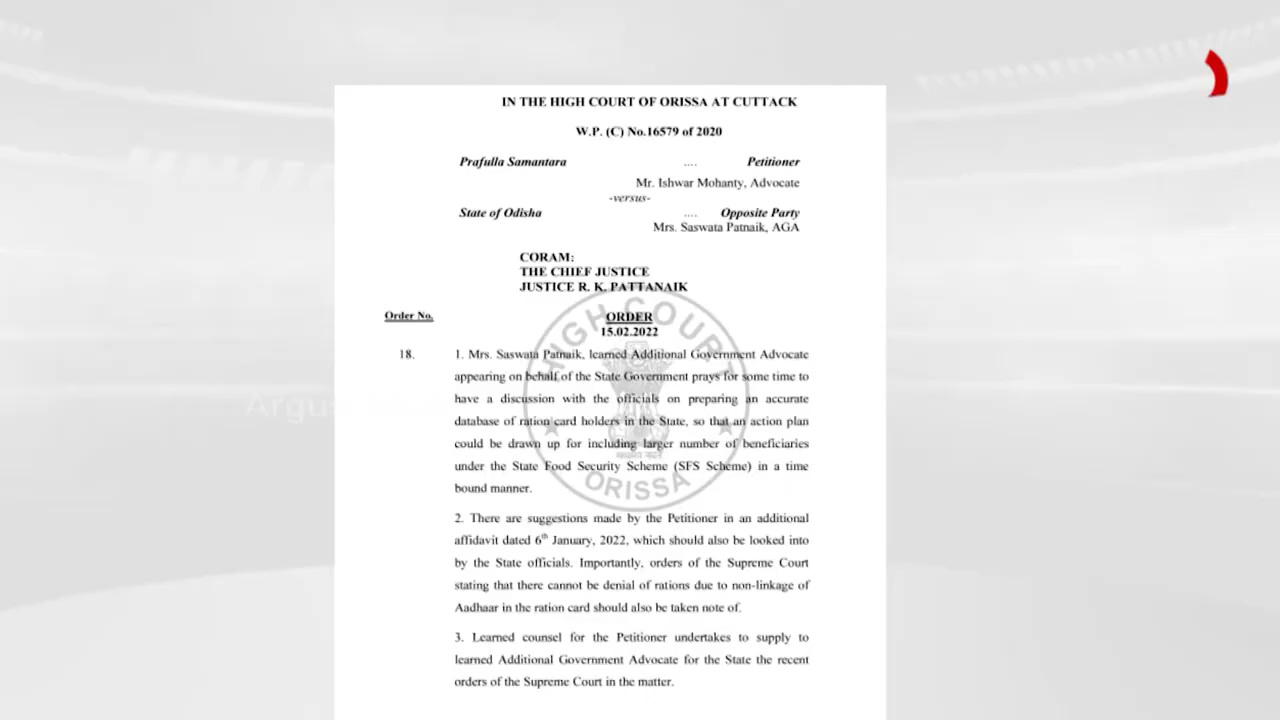 IN THE HIGH COURT OF ORISSA AT CUTTACK
W.P. (C) No.16579 of 2020
Prafulla Samantara .... Petitioner
Mr. Ishwar Mohanty, Advocate
-versus-
State of Odisha .... Opposite Party
Mrs. Saswata Patnaik, AGA
CORAM:
THE CHIEF JUSTICE
JUSTICE R. K. PATTANAIK
Order No. ORDER
15.02.2022
18. 1. Mrs. Saswata Patnaik, learned Additional Government Advocate
appearing on behalf of the State Government prays for some time to
have a discussion with the officials on preparing an accurate
database of ration card holders in the State, so that an action plan
could be drawn up for including larger number of beneficiaries
under the State Food Security Scheme (SFS Scheme) in a time
bound manner.
2. There are suggestions made by the Petitioner in an additional
affidavit dated 6th January, 2022, which should also be looked into
by the State officials. Importantly, orders of the Supreme Court
stating that there cannot be denial of rations due to non-linkage of
Aadhaar in the ration card should also be taken note of.
3. Learned counsel for the Petitioner undertakes to supply to
learned Additional Government Advocate for the State the recent
orders of the Supreme Court in the matter.
HIGH COURT
ORISSA
Argus